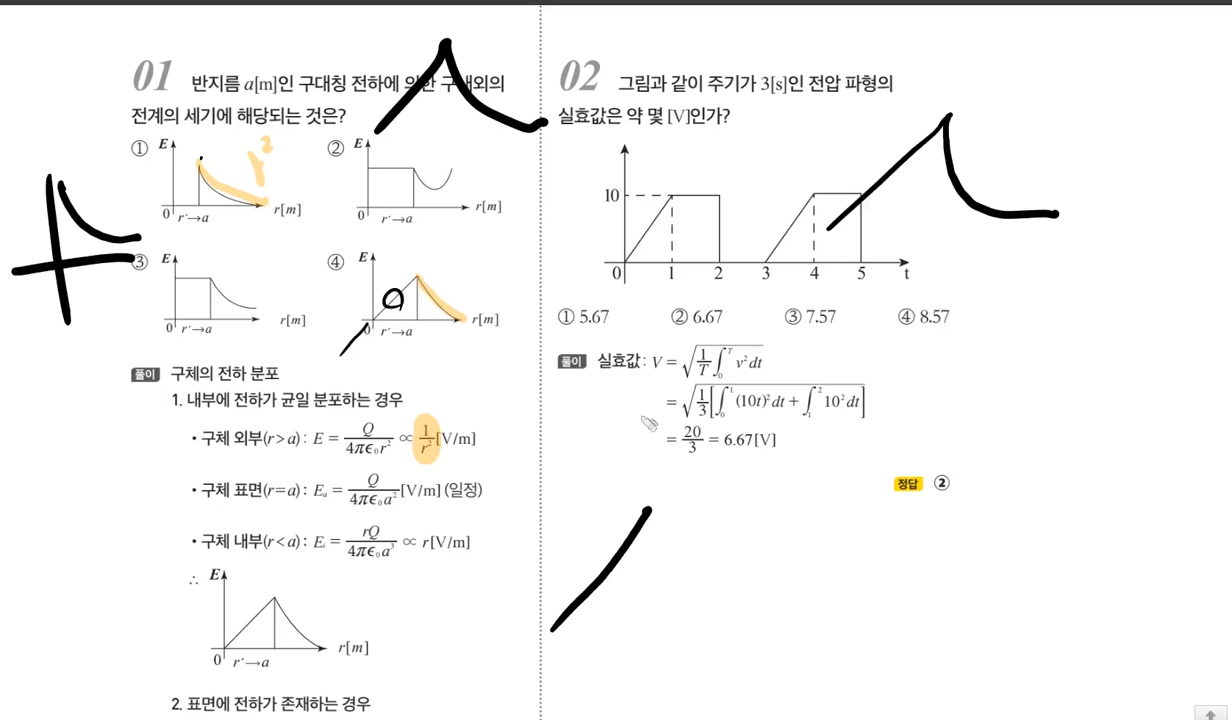 01 반지름 a[m]인 구대칭 전하에 의한 구내외의
전계의 세기에 해당되는 것은?
① E 0 r′→a r[m]
② E 0 r′→a r[m]
r²
③ E 0 r′→a r[m]
④ E 0 r′→a r[m]
a
풀이 구체의 전하 분포
1. 내부에 전하가 균일 분포하는 경우
• 구체 외부(r>a) : E = Q/4πϵ₀r² ∝ 1/r² [V/m]
• 구체 표면(r=a) : Eₐ = Q/4πϵ₀a² [V/m] (일정)
• 구체 내부(r<a) : Eᵢ = rQ/4πϵ₀a³ ∝ r[V/m]
∴ E 0 r′→a r[m]
2. 표면에 전하가 존재하는 경우
02 그림과 같이 주기가 3[s]인 전압 파형의
실효값은 약 몇 [V]인가?
10
0 1 2 3 4 5 t
① 5.67 ② 6.67 ③ 7.57 ④ 8.57
풀이 실효값 : V = √(1/T ∫₀ᵀ v²dt)
= √(1/3 [∫₀¹ (10t)²dt + ∫₁² 10²dt])
= 20/3 = 6.67[V]
정답 ②